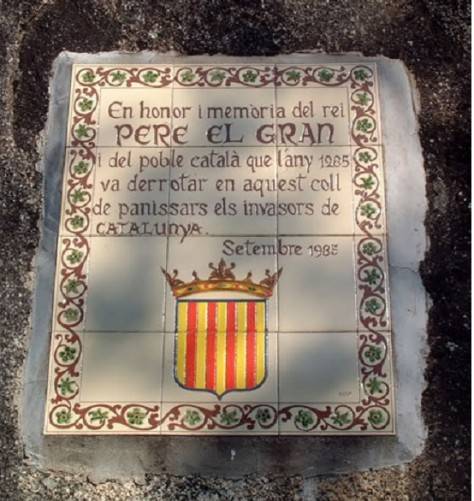 En honor i memòria del rei
PERE EL GRAN
i del poble català que l'any 1285
va derrotar en aquest coll
de panissars els invasors de
CATALUNYA.
Setembre 1985